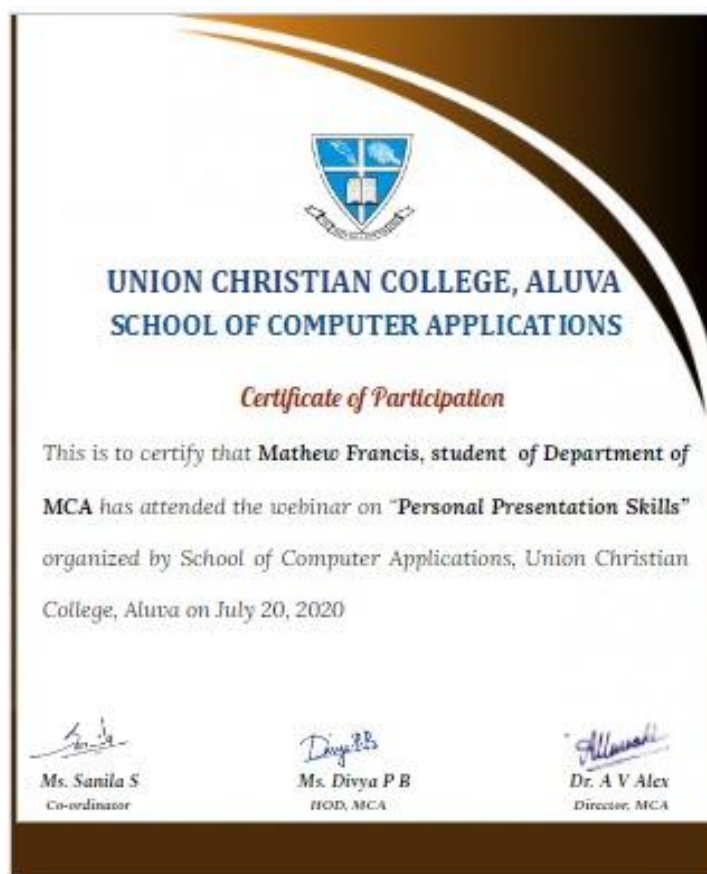 UNION CHRISTIAN COLLEGE, ALUVA
SCHOOL OF COMPUTER APPLICATIONS
Certificate of Participation
This is to certify that Mathew Francis, student of Department of
MCA has attended the webinar on "Personal Presentation Skills"
organized by School of Computer Applications, Union Christian
College, Aluva on July 20, 2020
Divya P.B
Ms. Sanila S Ms. Divya P B Dr. A V Alex
Co-ordinator HOD, MCA Director, MCA